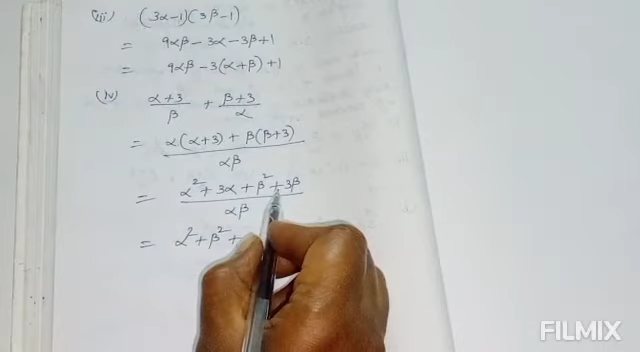 (iii) (3α-1)(3β-1)
= 9αβ - 3α - 3β + 1
= 9αβ - 3(α+β) + 1
(iv) α+3/β + β+3/α
= α(α+3) + β(β+3)/αβ
= α² + 3α + β² + 3β/αβ
= α² + β² +
FILMIX